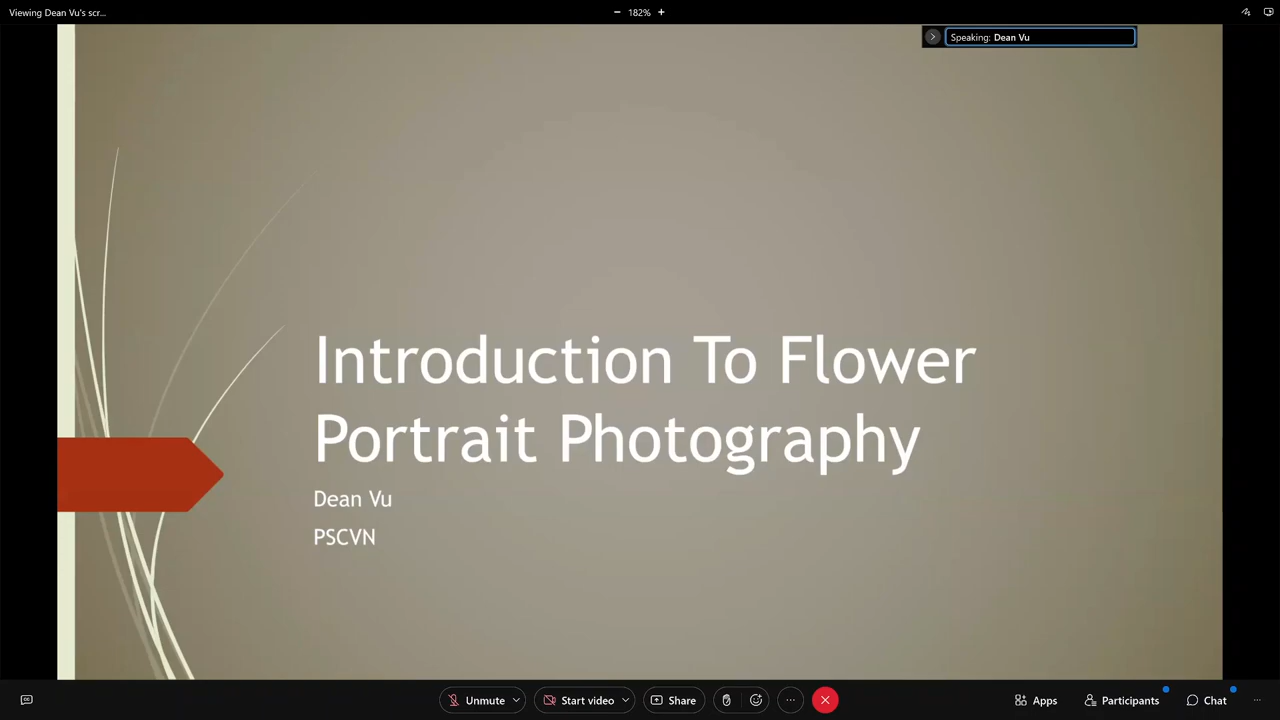 Viewing Dean Vu's scr...
182%
Speaking: Dean Vu
Introduction To Flower
Portrait Photography
Dean Vu
PSCVN
CC
Unmute
Start video
Share
Apps
Participants
Chat